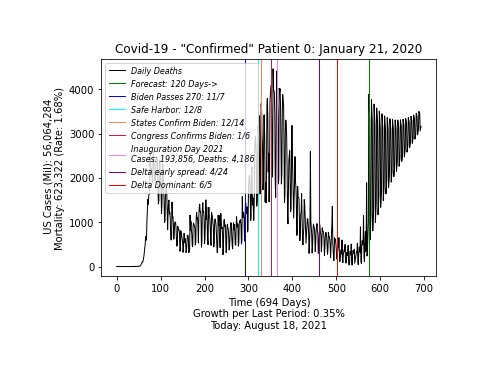 Covid-19 - "Confirmed" Patient 0: January 21, 2020
US Cases (Mil): 56,064,284
Mortality: 623,322 (Rate: 1.68%)
4000
3000
2000
1000
0
Daily Deaths
Forecast: 120 Days->
Biden Passes 270: 11/7
Safe Harbor: 12/8
States Confirm Biden: 12/14
Congress Confirms Biden: 1/6
Inauguration Day 2021
Cases: 193,856, Deaths: 4,186
Delta early spread: 4/24
Delta Dominant: 6/5
0 100 200 300 400 500 600 700
Time (694 Days)
Growth per Last Period: 0.35%
Today: August 18, 2021